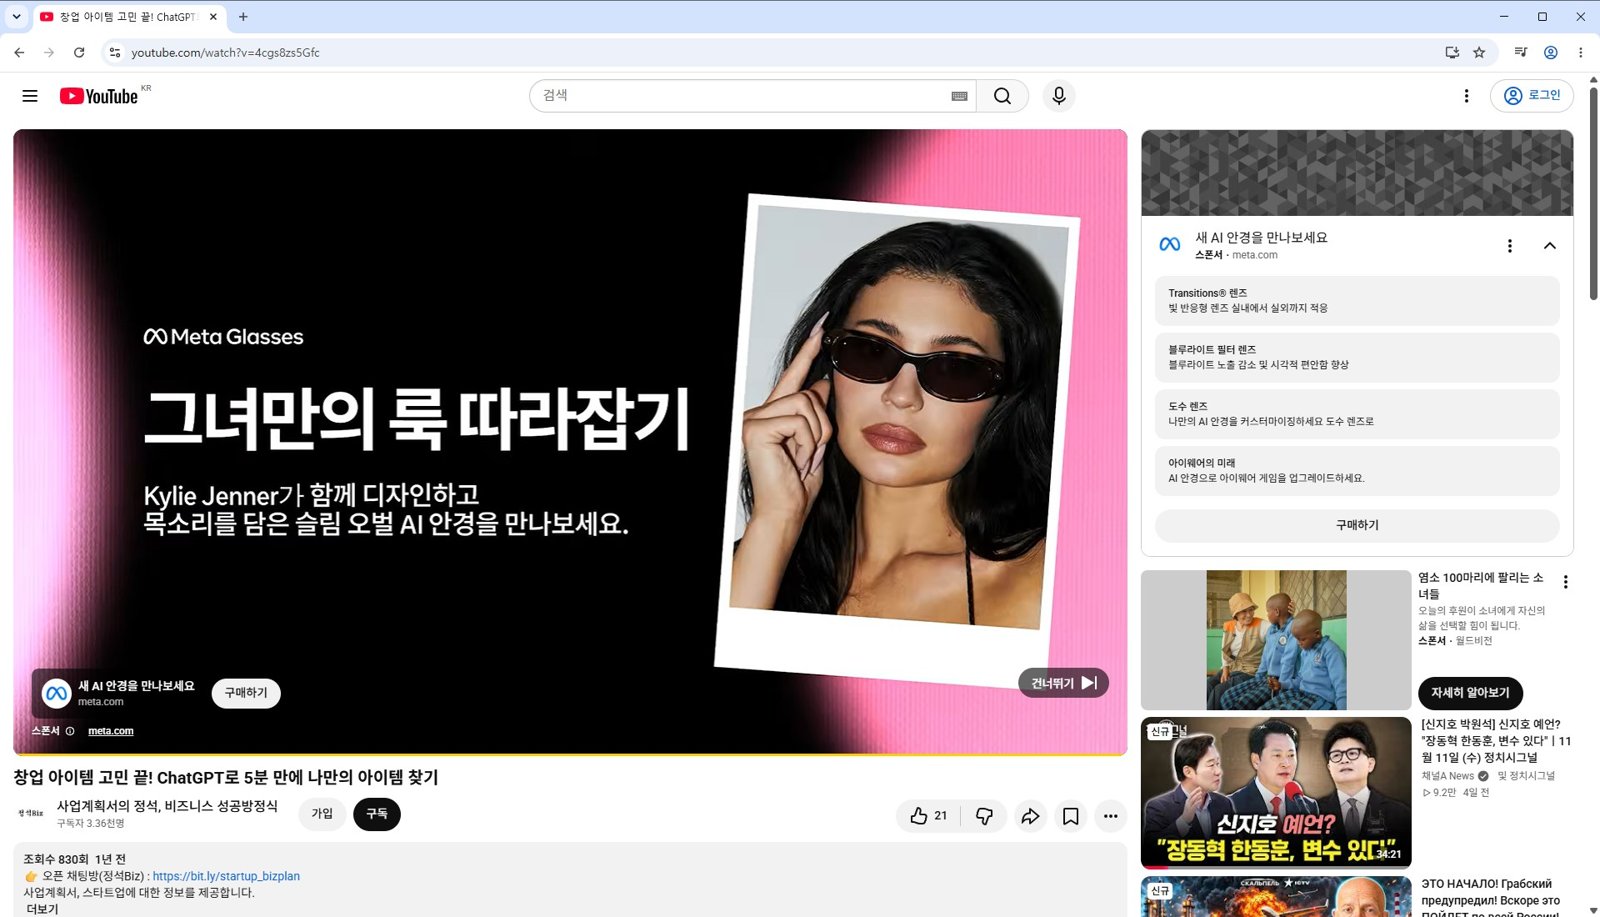 창업 아이템 고민 끝! ChatGPT
youtube.com/watch?v=4cgs8zs5Gfc
YouTube KR
검색
로그인
Meta Glasses
그녀만의 룩 따라잡기
Kylie Jenner가 함께 디자인하고
목소리를 담은 슬림 오벌 AI 안경을 만나보세요.
새 AI 안경을 만나보세요
meta.com
구매하기
건너뛰기
스폰서
meta.com
창업 아이템 고민 끝! ChatGPT로 5분 만에 나만의 아이템 찾기
정석Biz
사업계획서의 정석, 비즈니스 성공방정식
구독자 3.36천명
가입
구독
21
조회수 830회 1년 전
👉 오픈 채팅방(정석Biz) : https://bit.ly/startup_bizplan
사업계획서, 스타트업에 대한 정보를 제공합니다.
더보기
새 AI 안경을 만나보세요
스폰서 · meta.com
Transitions® 렌즈
빛 반응형 렌즈 실내에서 실외까지 적응
블루라이트 필터 렌즈
블루라이트 노출 감소 및 시각적 편안함 향상
도수 렌즈
나만의 AI 안경을 커스터마이징하세요 도수 렌즈로
아이웨어의 미래
AI 안경으로 아이웨어 게임을 업그레이드하세요.
구매하기
염소 100마리에 팔리는 소
녀들
오늘의 후원이 소녀에게 자신의
삶을 선택할 힘이 됩니다.
스폰서 · 월드비전
자세히 알아보기
신규
신지호 예언?
"장동혁 한동훈, 변수 있다"
34:21
[신지호 박원석] 신지호 예언?
"장동혁 한동훈, 변수 있다"ㅣ11
월 11일 (수) 정치시그널
채널A News 및 정치시그널
9.2만 4일 전
신규
СКАЛЬПЕЛЬ ICTV
ЭТО НАЧАЛО! Грабский
предупредил! Вскоре это
ПОЙДЕТ по всей России!